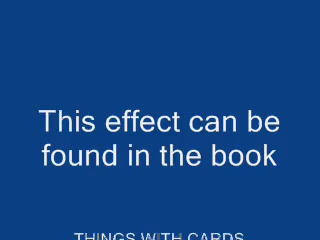 This effect can be
found in the book
THINGS WITH CARDS